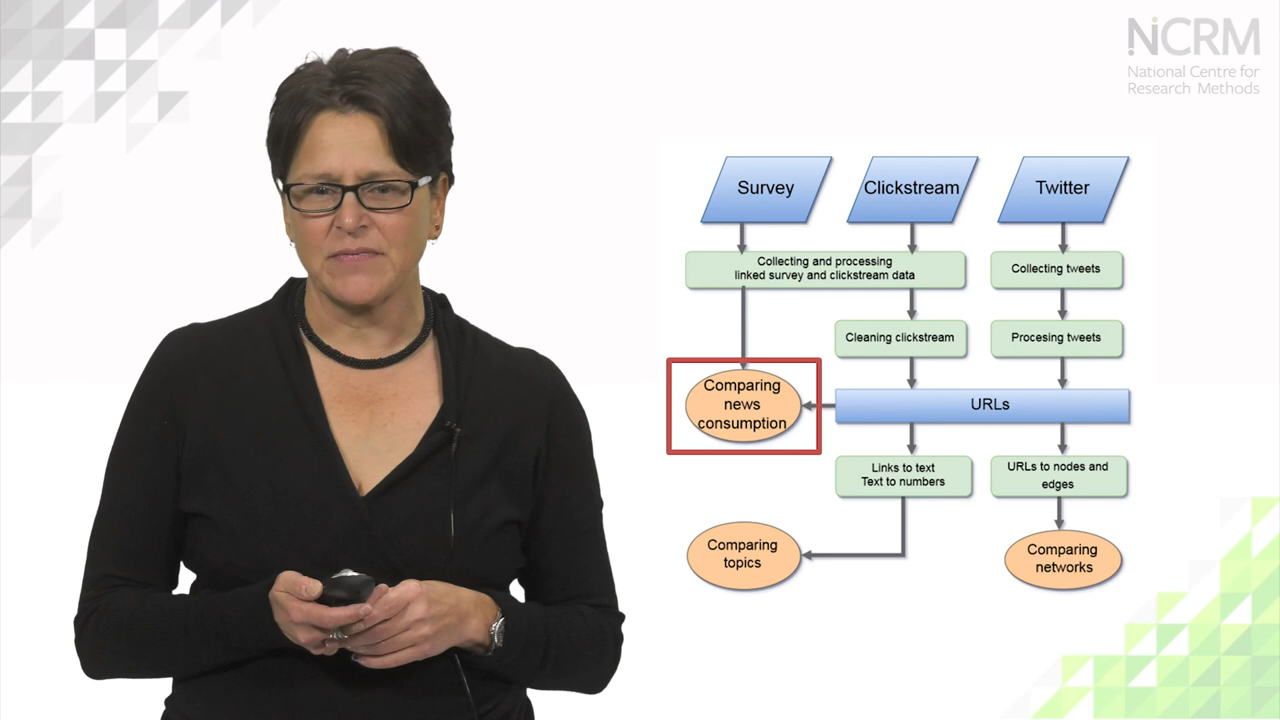 NCRM
National Centre for
Research Methods
Survey
Clickstream
Twitter
Collecting and processing
linked survey and clickstream data
Collecting tweets
Cleaning clickstream
Procesing tweets
Comparing
news
consumption
URLs
Links to text
Text to numbers
URLs to nodes and
edges
Comparing
topics
Comparing
networks